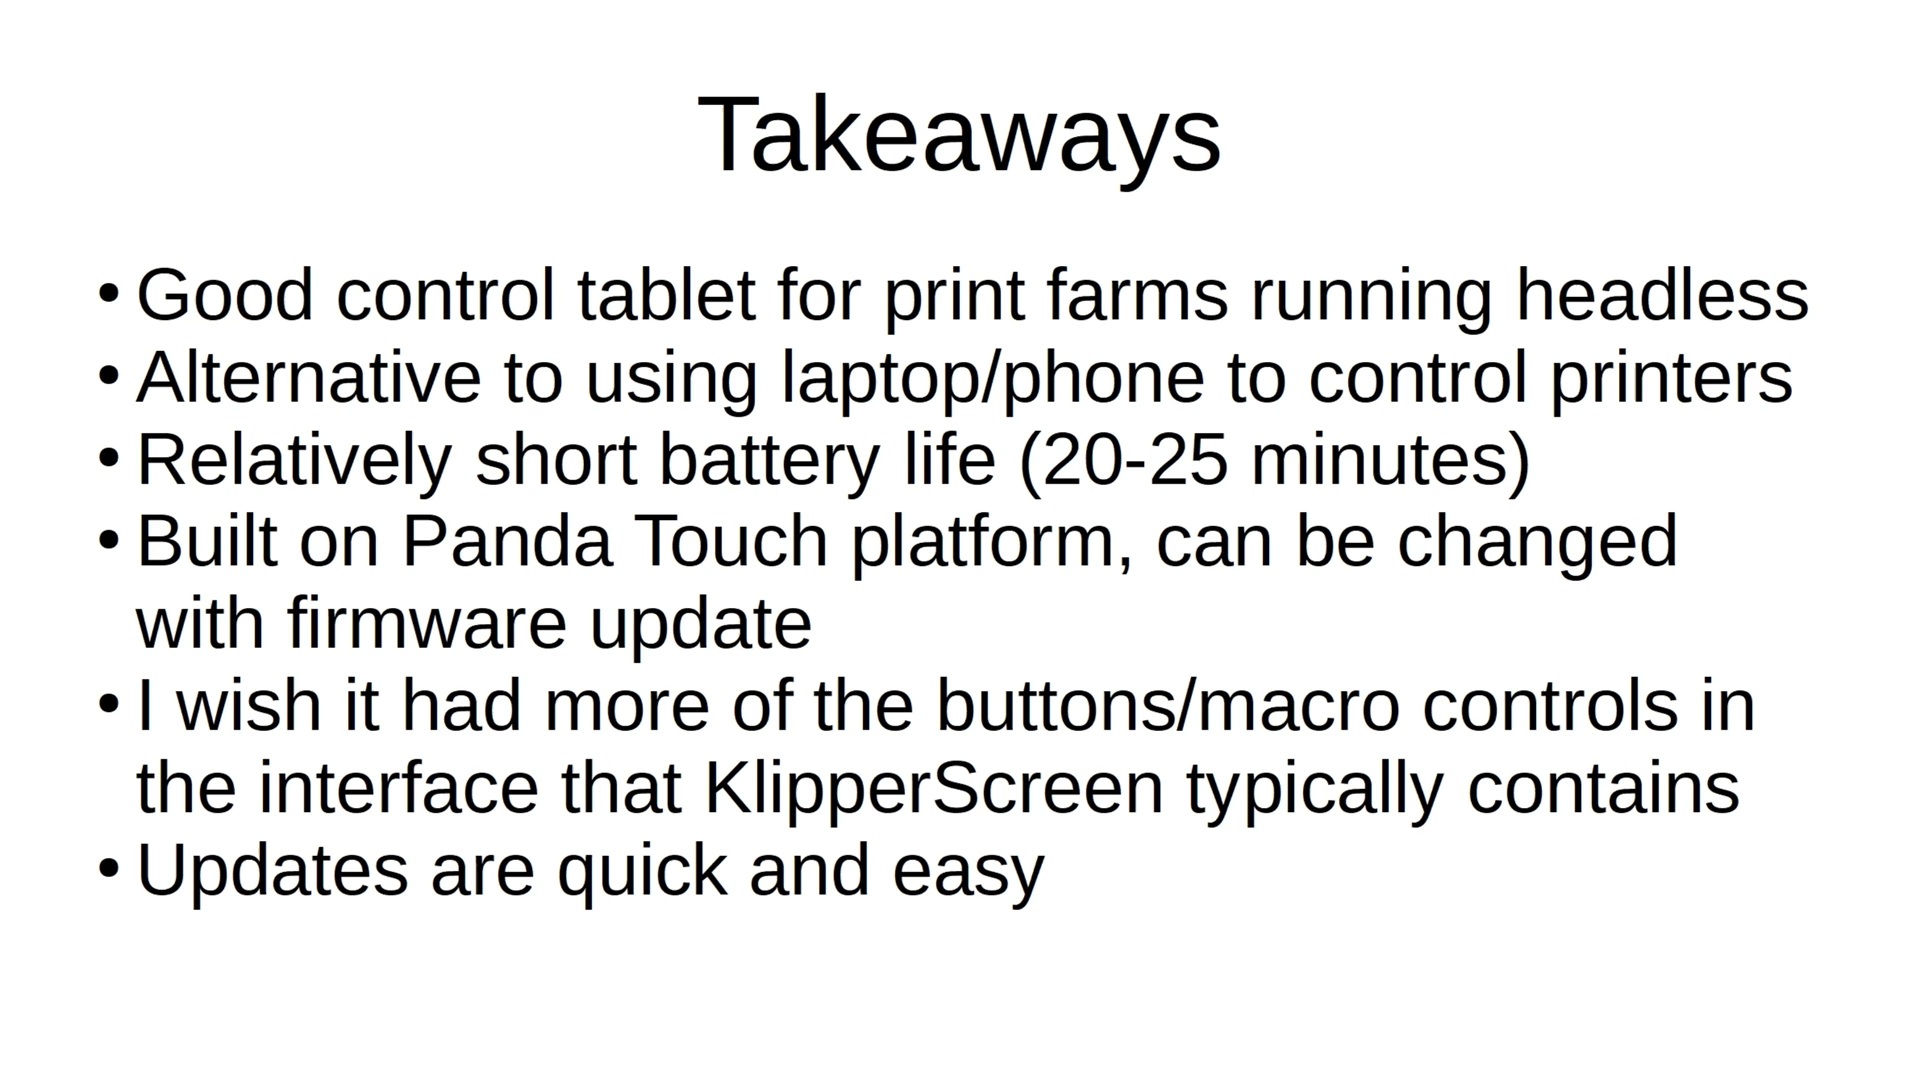 Takeaways
• Good control tablet for print farms running headless
• Alternative to using laptop/phone to control printers
• Relatively short battery life (20-25 minutes)
• Built on Panda Touch platform, can be changed
with firmware update
• I wish it had more of the buttons/macro controls in
the interface that KlipperScreen typically contains
• Updates are quick and easy